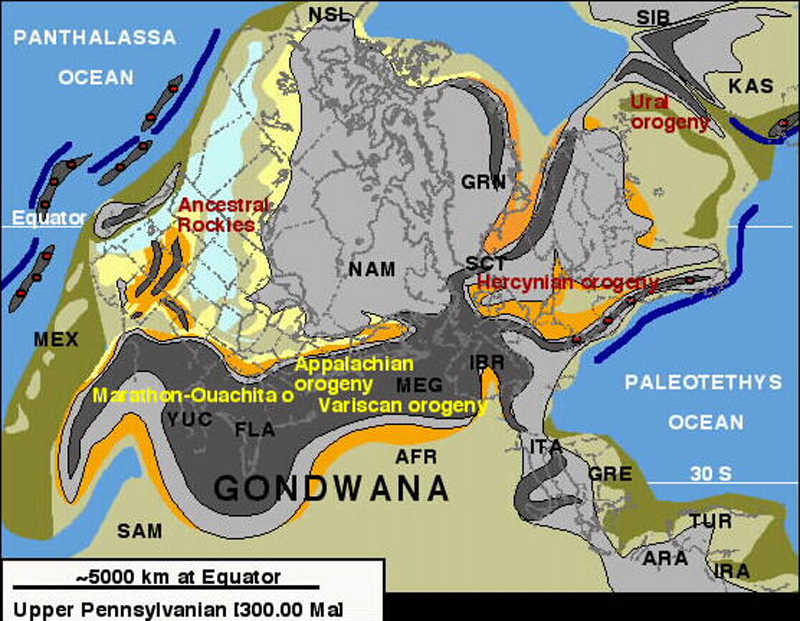 NSL
SIB
PANTHALASSA
OCEAN
KAS
Ural
orogeny
GRN
Ancestral
Rockies
Equator
SCT
NAM
Hercynian orogeny
MEX
Appalachian
orogeny
IBR
MEG
Marathon-Ouachita o
Variscan orogeny
PALEOTETHYS
OCEAN
YUC
FLA
ITA
AFR
GRE
30 S
GONDWANA
SAM
TUR
ARA
IRA
~5000 km at Equator
Upper Pennsylvanian [300.00 Ma]